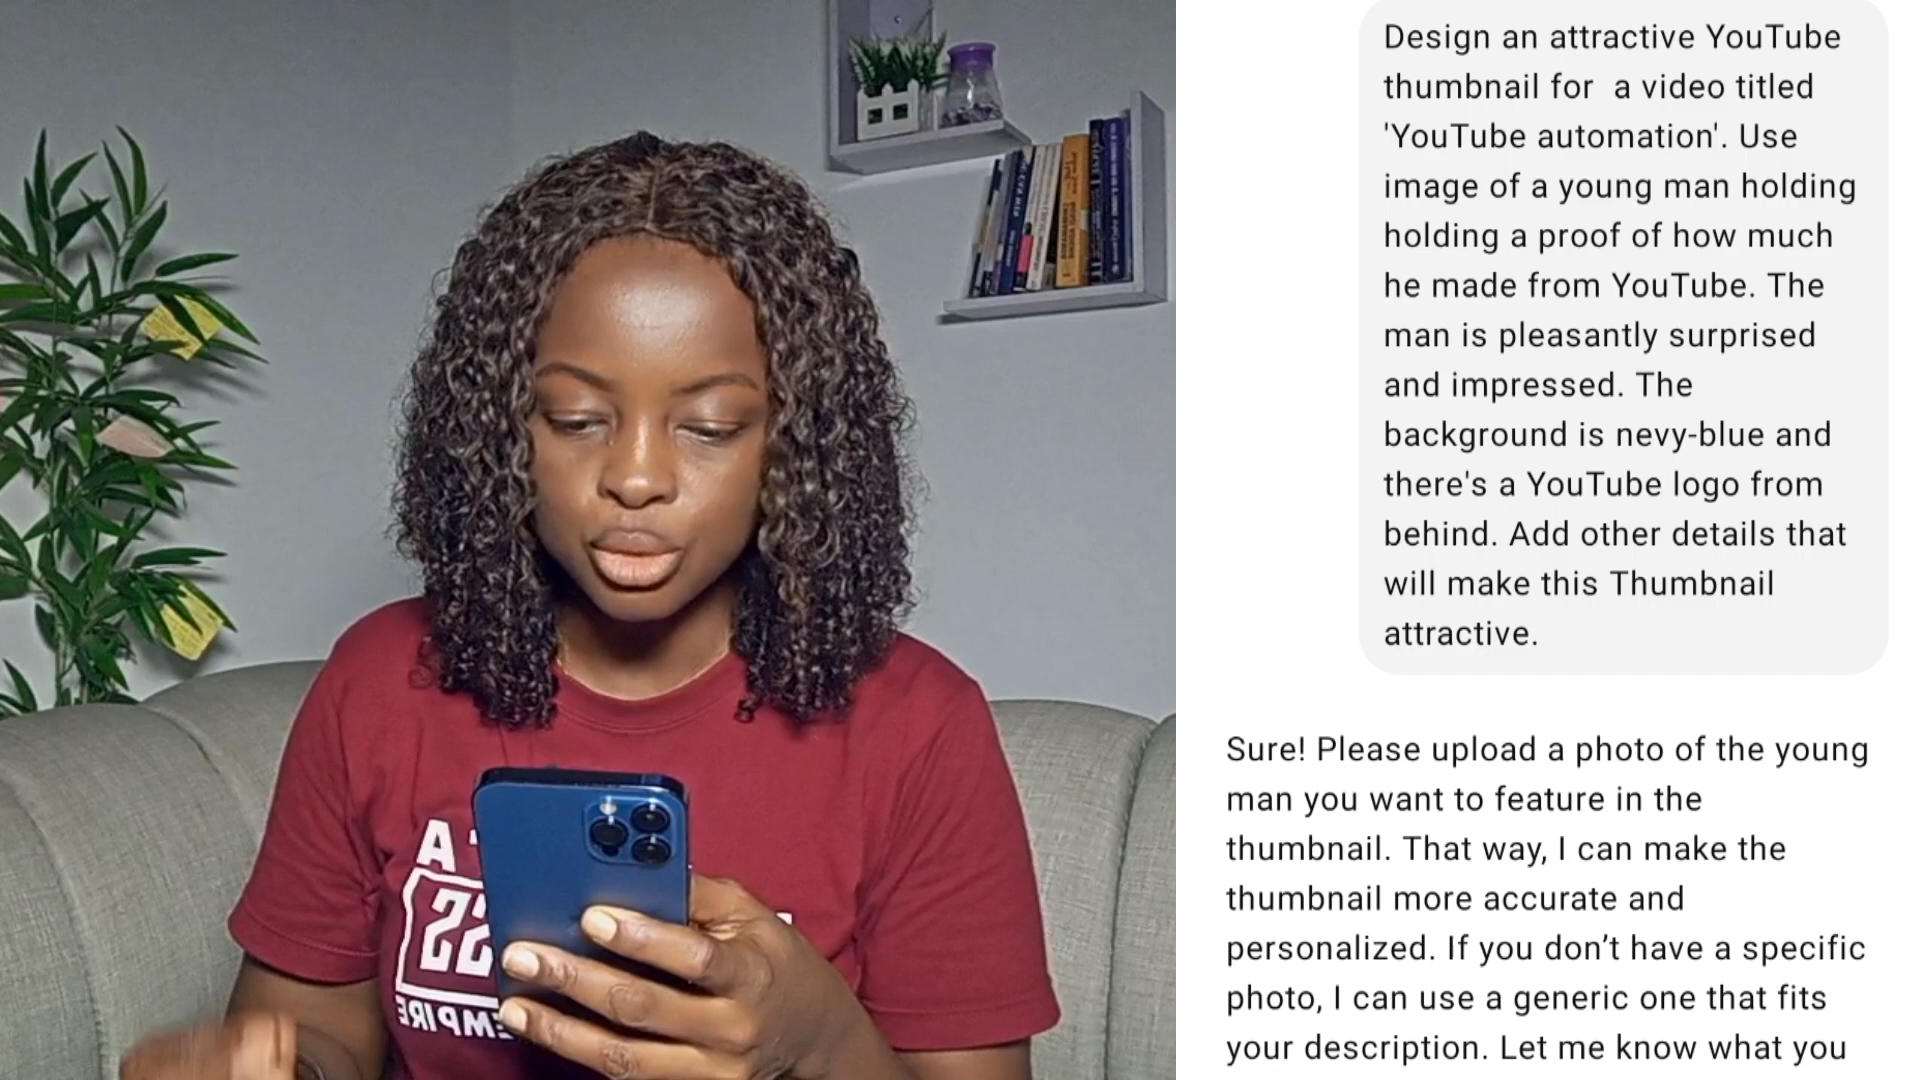 Design an attractive YouTube
thumbnail for  a video titled
'YouTube automation'. Use
image of a young man holding
holding a proof of how much
he made from YouTube. The
man is pleasantly surprised
and impressed. The
background is nevy-blue and
there's a YouTube logo from
behind. Add other details that
will make this Thumbnail
attractive.
Sure! Please upload a photo of the young
man you want to feature in the
thumbnail. That way, I can make the
thumbnail more accurate and
personalized. If you don’t have a specific
photo, I can use a generic one that fits
your description. Let me know what you
A
EMPIRE